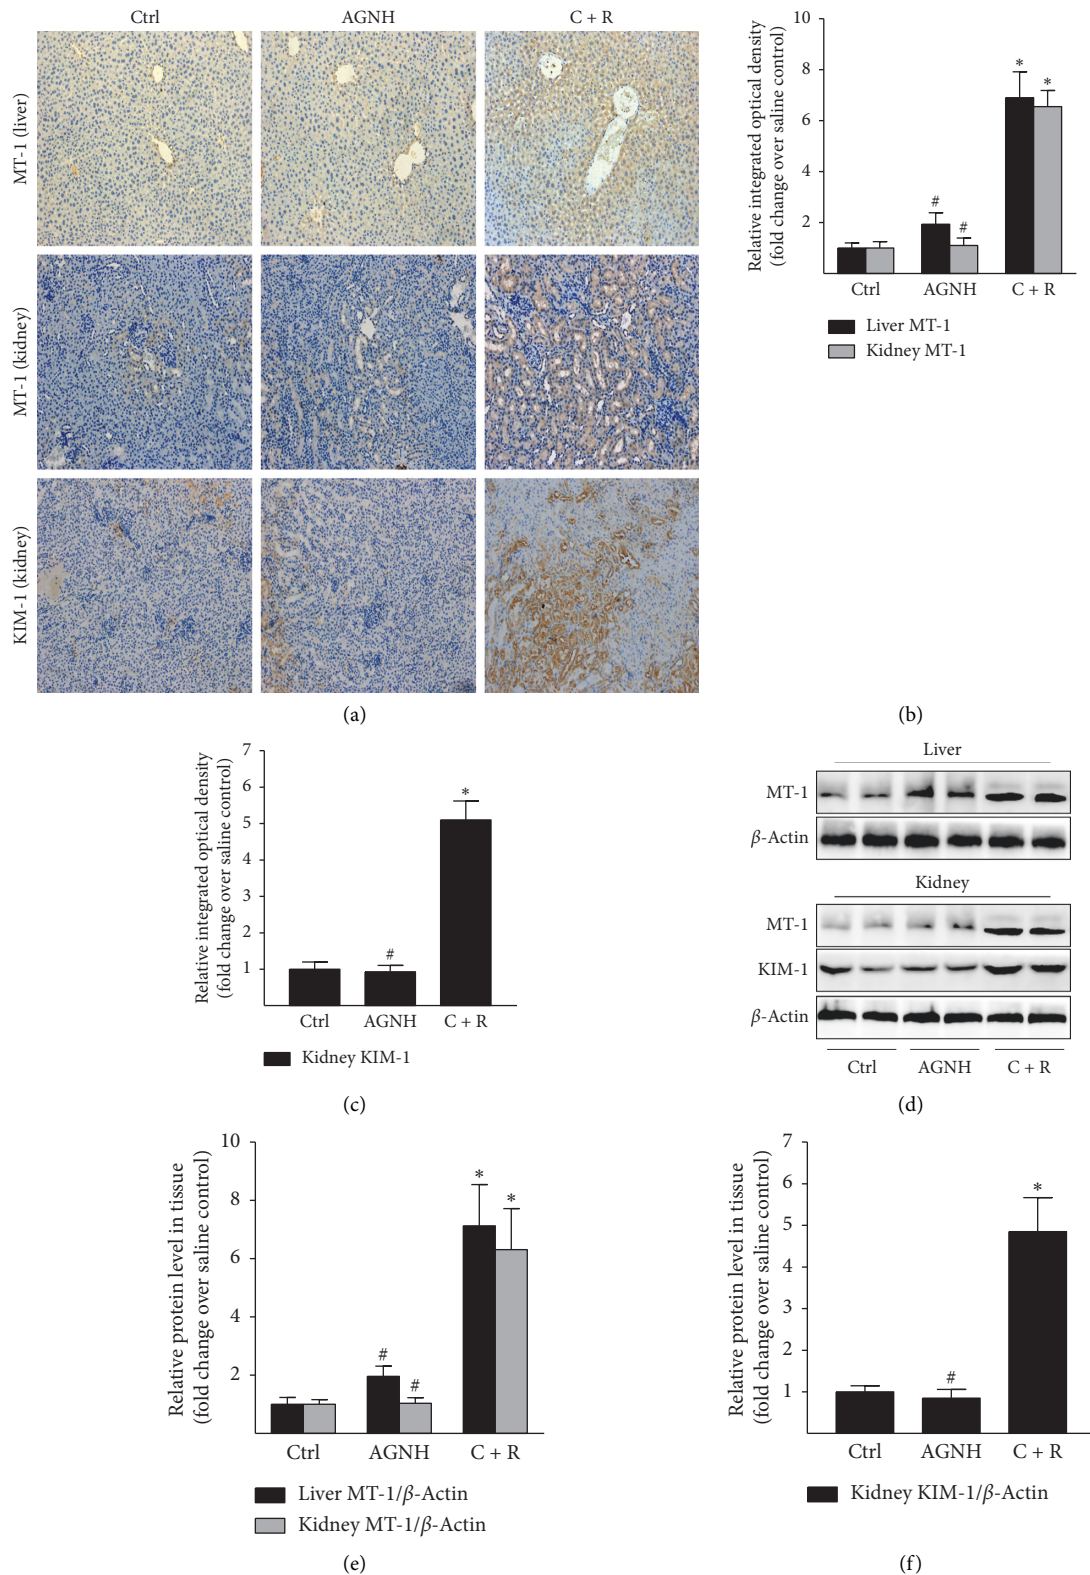 Ctrl
AGNH
C + R
MT-1 (liver)
MT-1 (kidney)
KIM-1 (kidney)
(a)
Relative integrated optical density
(fold change over saline control)
10
8
6
4
2
#
#
*
*
Ctrl
AGNH
C + R
Liver MT-1
Kidney MT-1
(b)
Relative integrated optical density
(fold change over saline control)
7
6
5
4
3
2
1
#
*
Ctrl
AGNH
C + R
Kidney KIM-1
(c)
Liver
MT-1
β-Actin
Kidney
MT-1
KIM-1
β-Actin
Ctrl
AGNH
C + R
(d)
Relative protein level in tissue
(fold change over saline control)
10
8
6
4
2
#
#
*
*
Ctrl
AGNH
C + R
Liver MT-1/β-Actin
Kidney MT-1/β-Actin
(e)
Relative protein level in tissue
(fold change over saline control)
7
6
5
4
3
2
1
#
*
Ctrl
AGNH
C + R
Kidney KIM-1/β-Actin
(f)